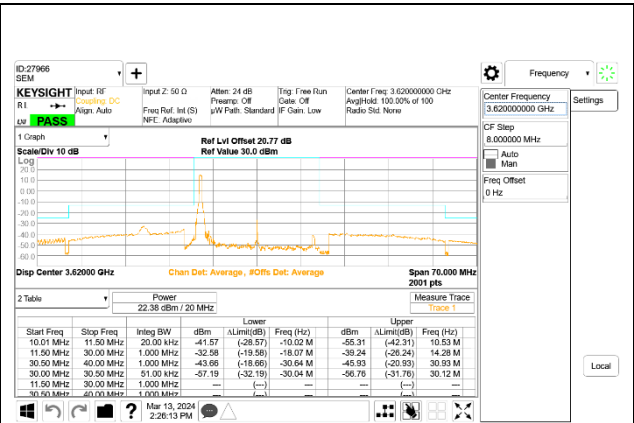 ID:27966
SEM
Frequency
KEYSIGHT
Input: RF
Coupling: DC
Align: Auto
Input Z: 50 Ω
Freq Ref: Int (S)
NFE: Adaptive
Atten: 24 dB
Preamp: Off
µW Path: Standard
Trig: Free Run
Gate: Off
IF Gain: Low
Center Freq: 3.620000000 GHz
Avg|Hold: 100.00% of 100
Radio Std: None
PASS
Center Frequency
3.620000000 GHz
Settings
CF Step
8.000000 MHz
Auto
Man
Freq Offset
0 Hz
1 Graph
Scale/Div 10 dB
Ref Lvl Offset 20.77 dB
Ref Value 30.0 dBm
Log
20.0
10.0
0.00
-10.0
-20.0
-30.0
-40.0
-50.0
-60.0
Disp Center 3.62000 GHz
Chan Det: Average, #Offs Det: Average
Span 70.000 MHz
2001 pts
2 Table
Power
22.38 dBm / 20 MHz
Measure Trace
Trace 1
Lower Upper
Start Freq Stop Freq Integ BW dBm ΔLimit(dB) Freq (Hz) dBm ΔLimit(dB) Freq (Hz)
10.01 MHz 11.50 MHz 20.00 kHz -41.57 (-28.57) -10.02 M -55.31 (-42.31) 10.53 M
11.50 MHz 30.00 MHz 1.000 MHz -32.58 (-19.58) -18.07 M -39.24 (-26.24) 14.28 M
30.50 MHz 40.00 MHz 1.000 MHz -43.66 (-18.66) -30.64 M -45.93 (-20.93) 30.93 M
30.00 MHz 30.50 MHz 51.00 kHz -57.19 (-32.19) -30.03 M -56.76 (-31.76) 30.12 M
11.50 MHz 30.00 MHz 1.000 MHz --- (---) --- --- (---) ---
30.50 MHz 40.00 MHz 1.000 MHz --- (---) --- --- (---) ---
Local
Mar 13, 2024
2:26:13 PM